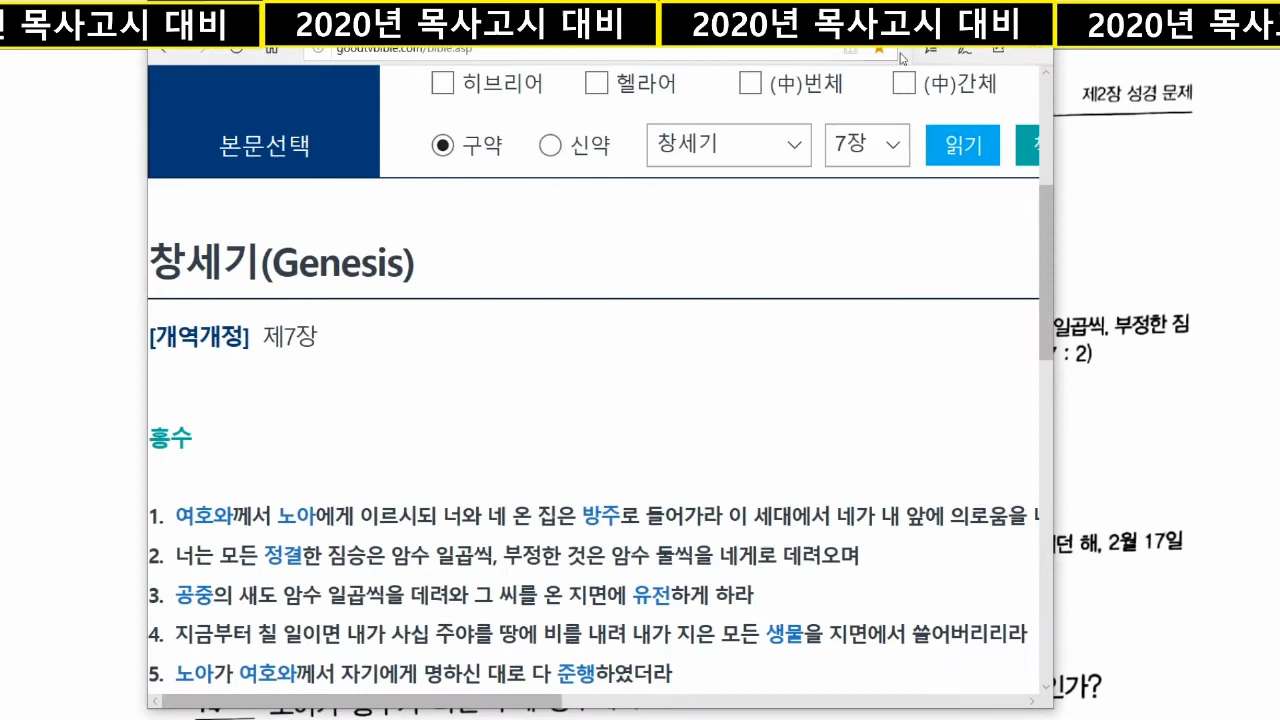 목사고시 대비 2020년 목사고시 대비 2020년 목사고시 대비 2020년
goodtvbible.com/bible.asp
제2장 성경 문제
히브리어 헬라어 (中)번체 (中)간체
본문선택 구약 신약 창세기 7장 읽기
창세기(Genesis)
일곱씩, 부정한 짐
[개역개정] 제7장
: 2)
홍수
1. 여호와께서 노아에게 이르시되 너와 네 온 집은 방주로 들어가라 이 세대에서 네가 내 앞에 의로움을
던 해, 2월 17일
2. 너는 모든 정결한 짐승은 암수 일곱씩, 부정한 것은 암수 둘씩을 네게로 데려오며
3. 공중의 새도 암수 일곱씩을 데려와 그 씨를 온 지면에 유전하게 하라
4. 지금부터 칠 일이면 내가 사십 주야를 땅에 비를 내려 내가 지은 모든 생물을 지면에서 쓸어버리리라
5. 노아가 여호와께서 자기에게 명하신 대로 다 준행하였더라
인가?